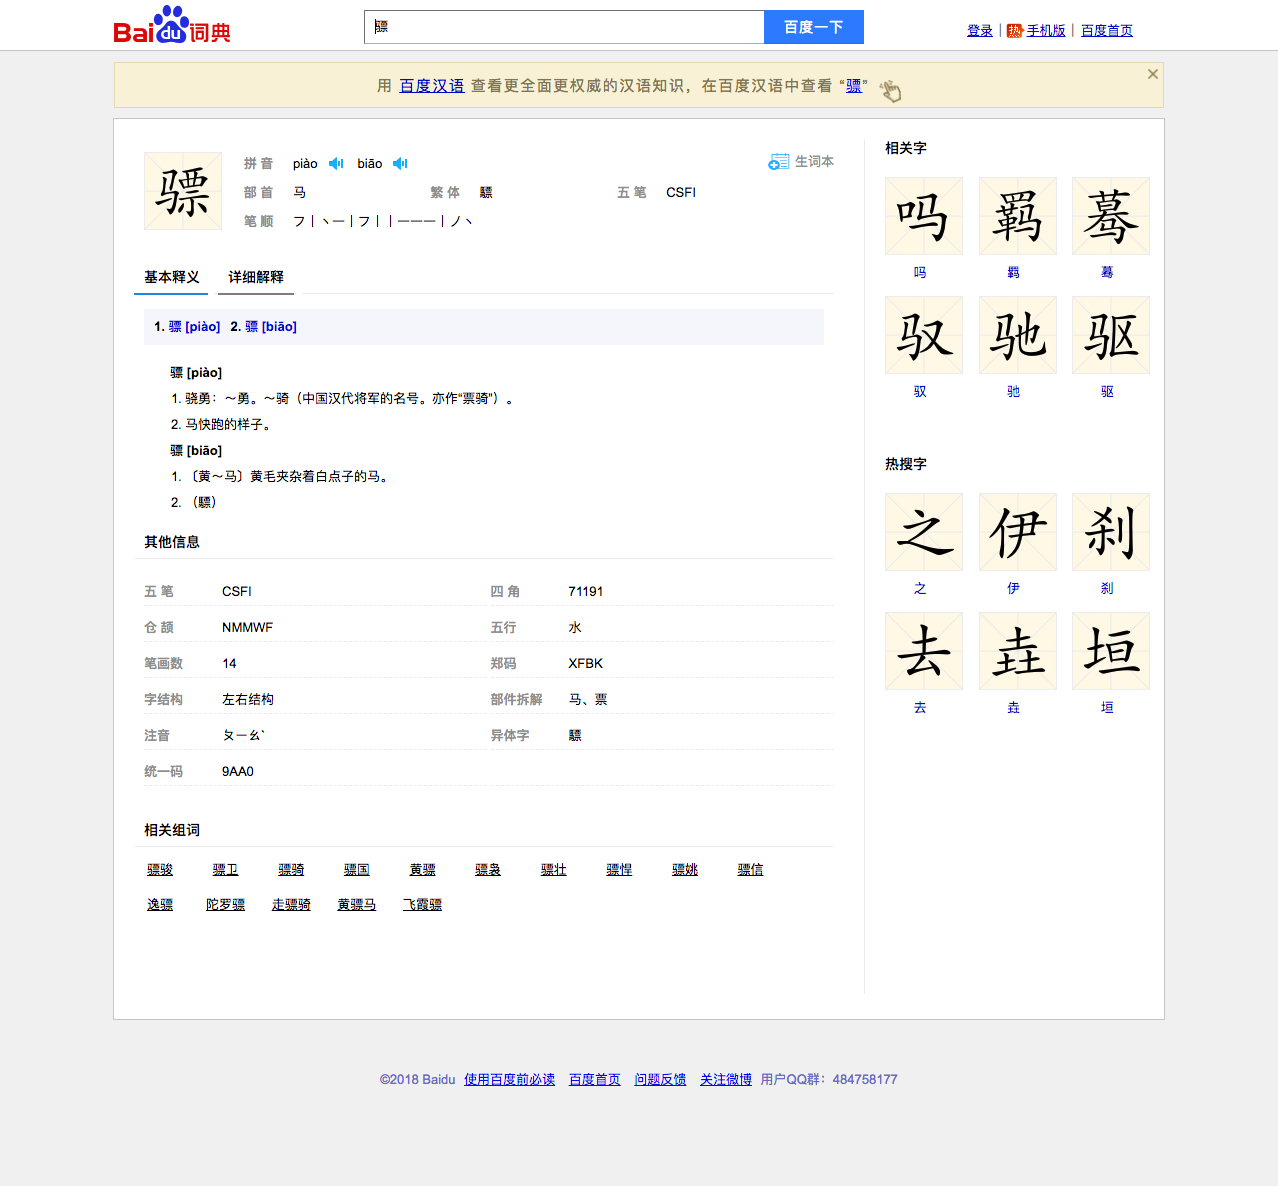 Baidu词典
骠
百度一下
登录 | 热 手机版 | 百度首页
用 百度汉语 查看更全面更权威的汉语知识，在百度汉语中查看 “骠”
骠
拼 音 piào biāo
生词本
部 首 马 繁 体 驃 五 笔 CSFI
笔 顺 フ丨丶一丨フ丨丨一一一丨ノ丶
基本释义 详细解释
1. 骠 [piào] 2. 骠 [biāo]
骠 [piào]
1. 骁勇：～勇。～骑（中国汉代将军的名号。亦作“票骑”）。
2. 马快跑的样子。
骠 [biāo]
1. 〔黄～马〕黄毛夹杂着白点子的马。
2. （驃）
其他信息
五 笔 CSFI 四 角 71191
仓 颉 NMMWF 五行 水
笔画数 14 郑码 XFBK
字结构 左右结构 部件拆解 马、票
注音 ㄆㄧㄠˋ 异体字 驃
统一码 9AA0
相关组词
骠骏 骠卫 骠骑 骠国 黄骠 骠袅 骠壮 骠悍 骠姚 骠信
逸骠 陀罗骠 走骠骑 黄骠马 飞霞骠
相关字
吗 羁 蓦
吗 羁 蓦
驭 驰 驱
驭 驰 驱
热搜字
之 伊 刹
之 伊 刹
去 垚 垣
去 垚 垣
©2018 Baidu 使用百度前必读 百度首页 问题反馈 关注微博 用户QQ群：484758177